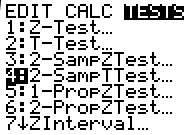 EDIT CALC TESTS
1:Z-Test…
2:T-Test…
3:2-SampZTest…
4:2-SampTTest…
5:1-PropZTest…
6:2-PropZTest…
7↓ZInterval…